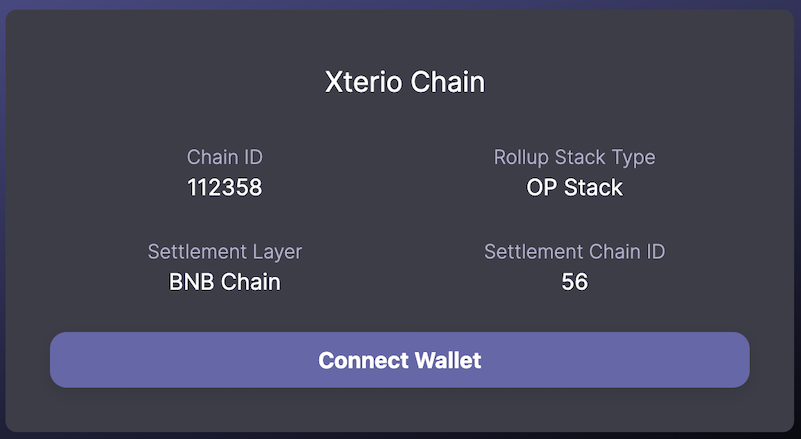 Xterio Chain
Chain ID
112358
Rollup Stack Type
OP Stack
Settlement Layer
BNB Chain
Settlement Chain ID
56
Connect Wallet